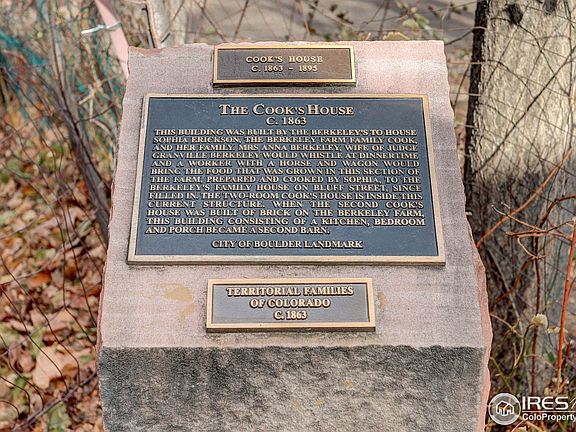 COOK'S HOUSE
C. 1863 - 1895
THE COOK'S HOUSE
C. 1863
THIS BUILDING WAS BUILT BY THE BERKELEY'S TO HOUSE
SOPHIA ERICKSON, THE BERKELEY FARM FAMILY COOK,
AND HER FAMILY. MRS ANNA BERKELEY, WIFE OF JUDGE
GRANVILLE BERKELEY WOULD WHISTLE AT DINNERTIME
AND A WORKER WITH A HORSE AND WAGON WOULD
BRING THE FOOD THAT WAS GROWN IN THIS SECTION OF
THE FARM, PREPARED AND COOKED BY SOPHIA, TO THE
BERKELEY'S FAMILY HOUSE ON BLUFF STREET. SINCE
FILLED IN, THE TWO-ROOM COOK'S HOUSE IS INSIDE THIS
CURRENT STRUCTURE. WHEN THE SECOND COOK'S
HOUSE WAS BUILT OF BRICK ON THE BERKELEY FARM,
THIS BUILDING CONSISTING OF A KITCHEN, BEDROOM
AND PORCH BECAME A SECOND BARN.
CITY OF BOULDER LANDMARK
TERRITORIAL FAMILIES
OF COLORADO
C. 1863
IRES
ColoProperty